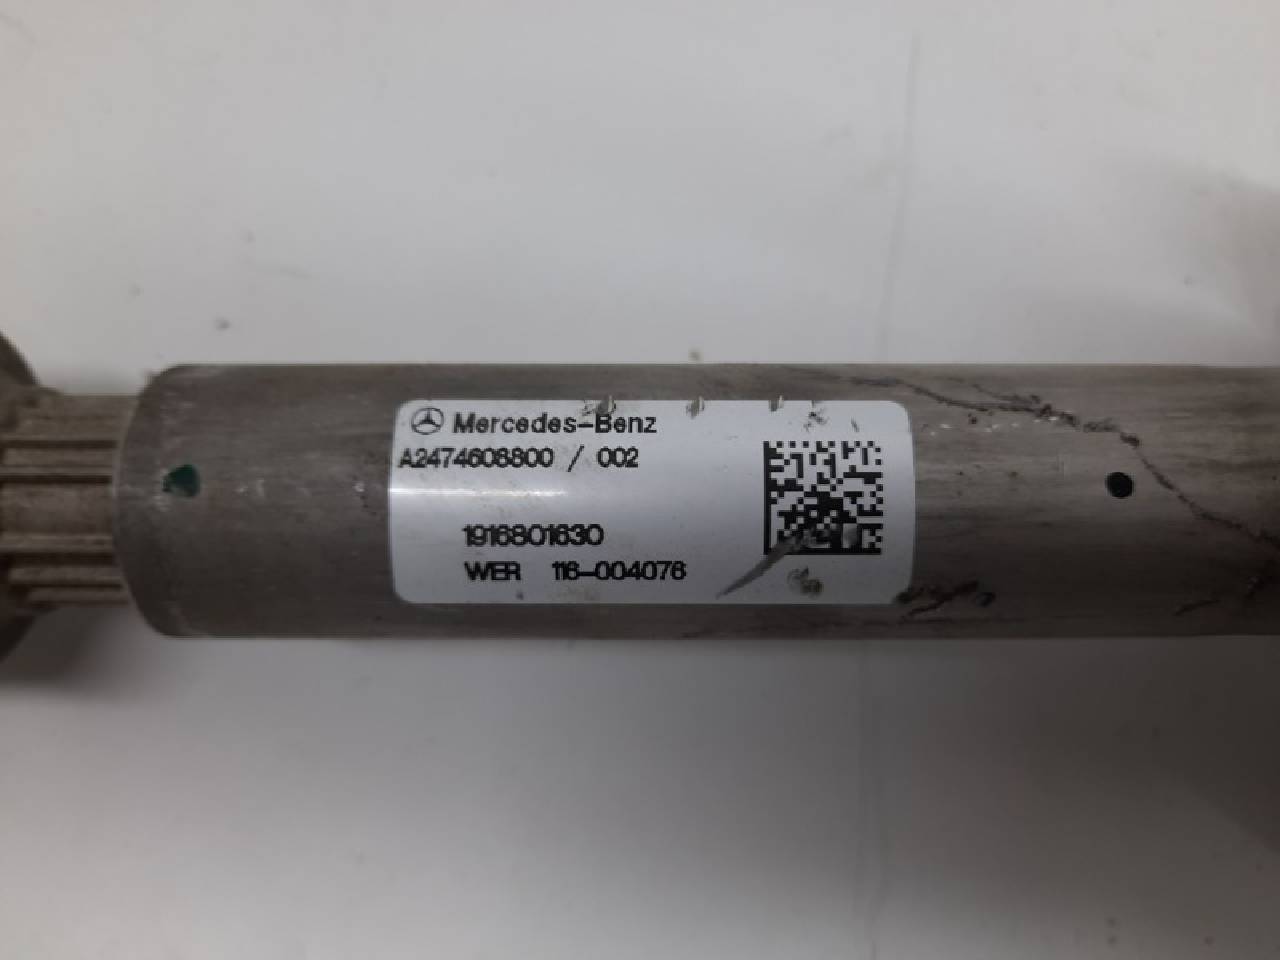 Mercedes-Benz
A2474608800 / 002
1916801630
WER 116-004076